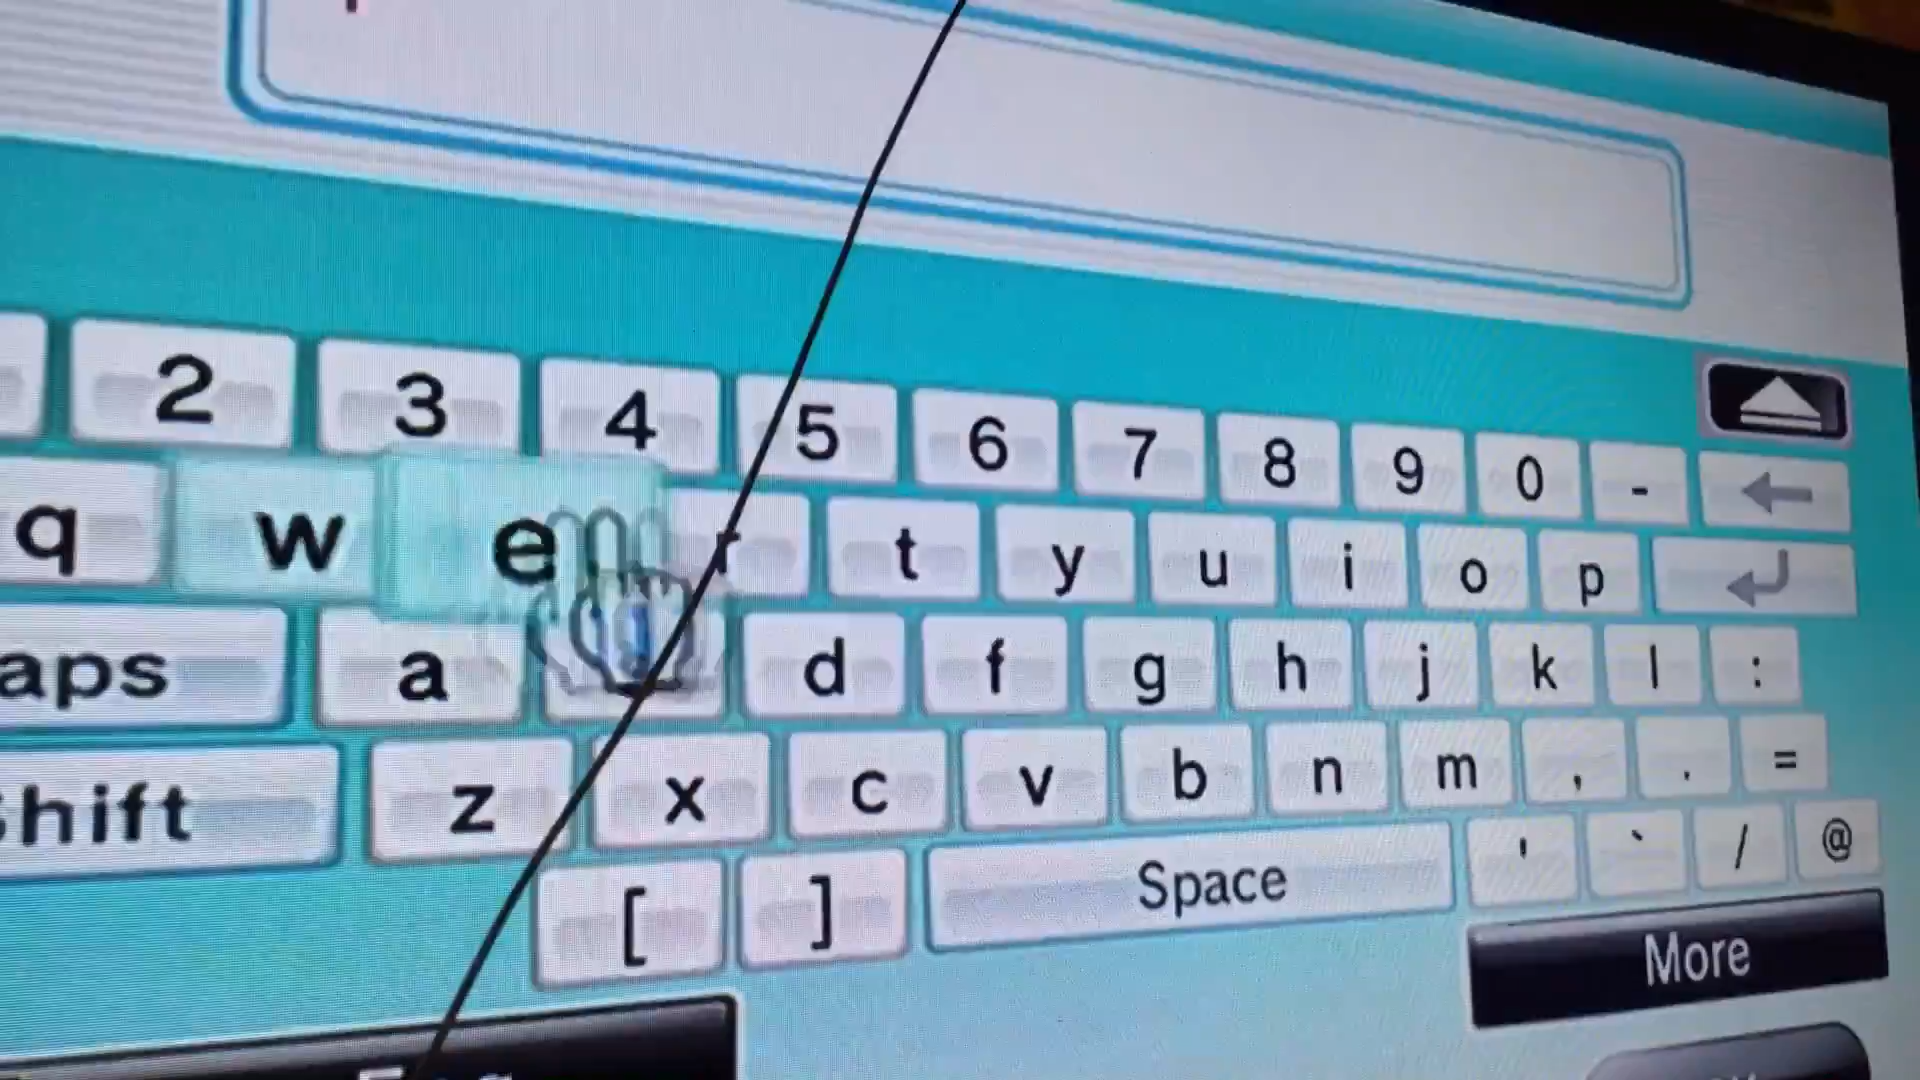 2 3 4 5 6 7 8 9 0 -
q w e r t y u i o p
aps a d f g h j k l :
hift z x c v b n m , . =
[ ] Space ' ` / @
More